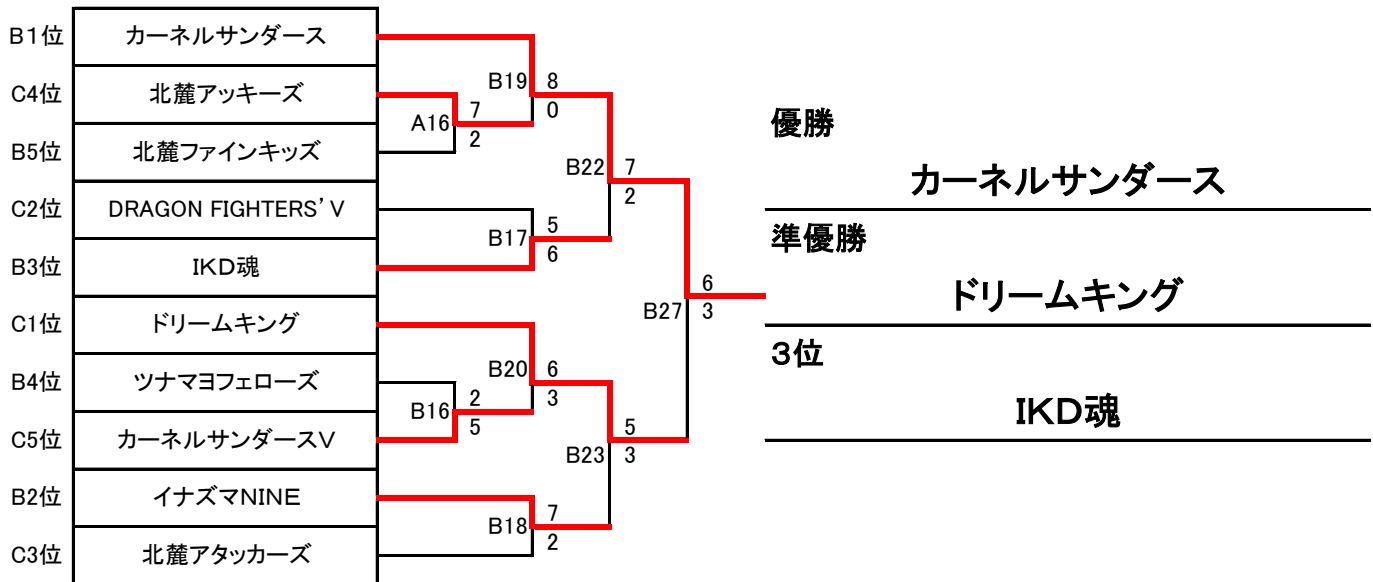 B1位 カーネルサンダース
B19 8
C4位 北麓アッキーズ
7 0
A16
2
B5位 北麓ファインキッズ
B22 7
C2位 DRAGON FIGHTERS’V
2
5
B17
6
B3位 IKD魂
6
B27 3
C1位 ドリームキング
B20 6
B4位 ツナマヨフェローズ
2 3
B16
5
C5位 カーネルサンダースV
5
B23 3
B2位 イナズマNINE
7
B18
2
C3位 北麓アタッカーズ
優勝
カーネルサンダース
準優勝
ドリームキング
3位
IKD魂